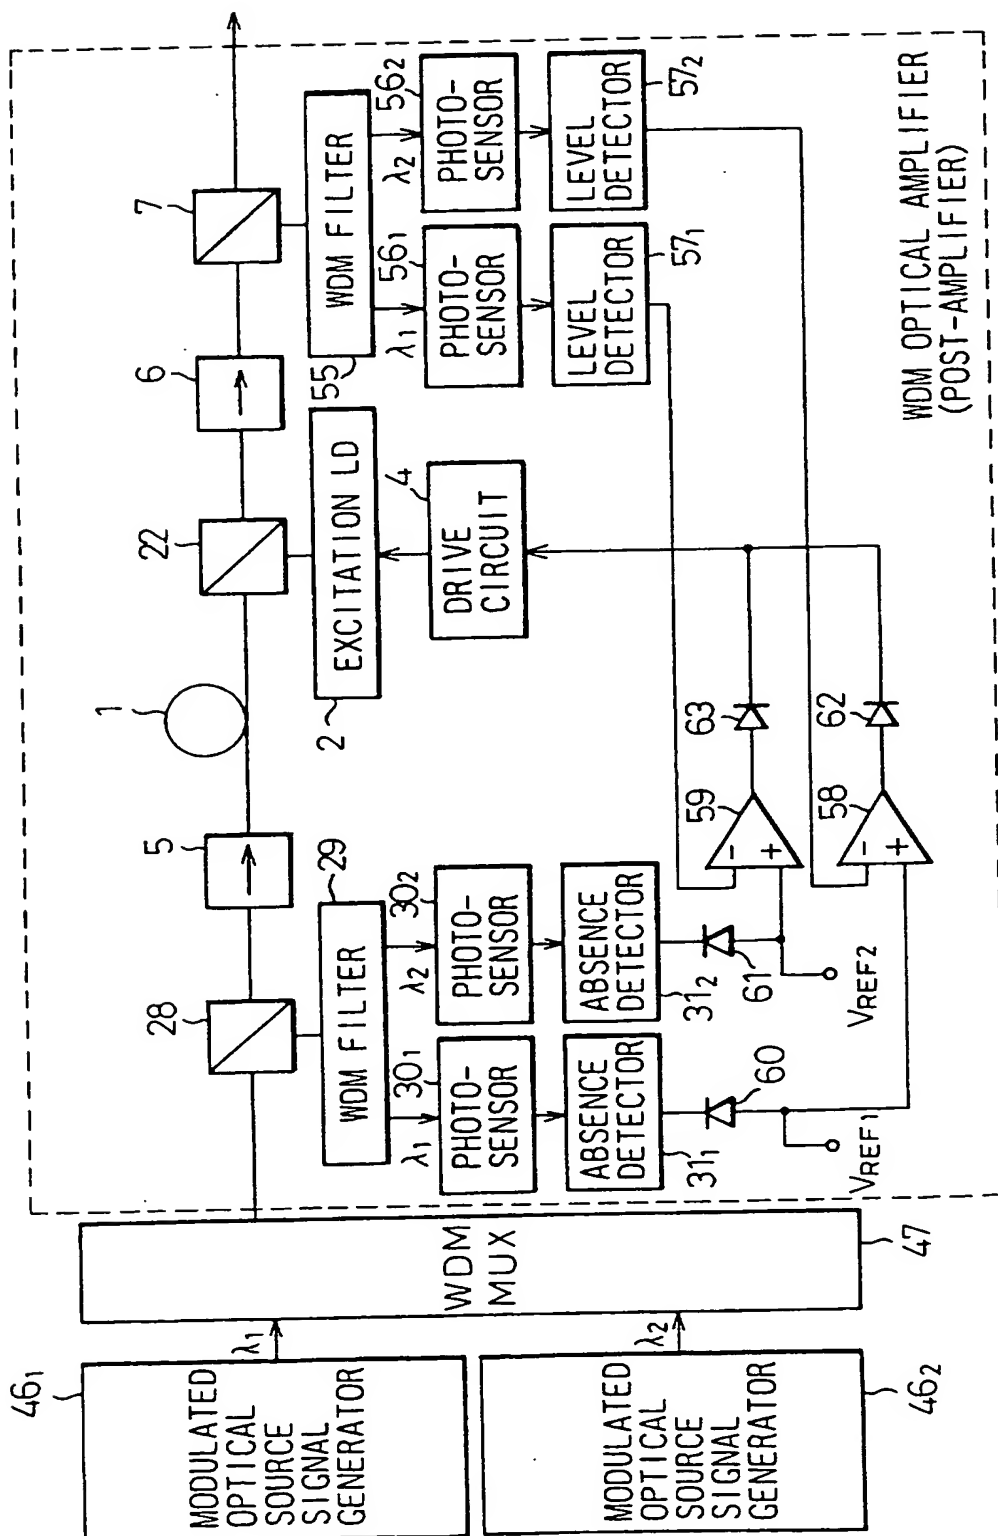 46₁
MODULATED
OPTICAL
SOURCE
SIGNAL
GENERATOR
λ₁
46₂
MODULATED
OPTICAL
SOURCE
SIGNAL
GENERATOR
λ₂
WDM
MUX
47
28
5
1
22
6
7
WDM FILTER
29
λ₁
λ₂
30₁
PHOTO-
SENSOR
30₂
PHOTO-
SENSOR
ABSENCE
DETECTOR
31₁
ABSENCE
DETECTOR
31₂
60
61
VREF1
VREF2
EXCITATION LD
2
DRIVE
CIRCUIT
4
59
-
+
63
58
-
+
62
WDM FILTER
55
λ₁
λ₂
56₁
PHOTO-
SENSOR
56₂
PHOTO-
SENSOR
LEVEL
DETECTOR
57₁
LEVEL
DETECTOR
57₂
WDM OPTICAL AMPLIFIER
(POST-AMPLIFIER)